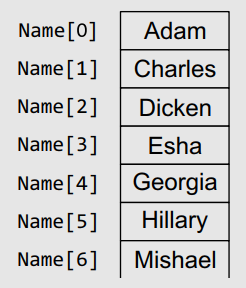 Name[0] Adam
Name[1] Charles
Name[2] Dicken
Name[3] Esha
Name[4] Georgia
Name[5] Hillary
Name[6] Mishael